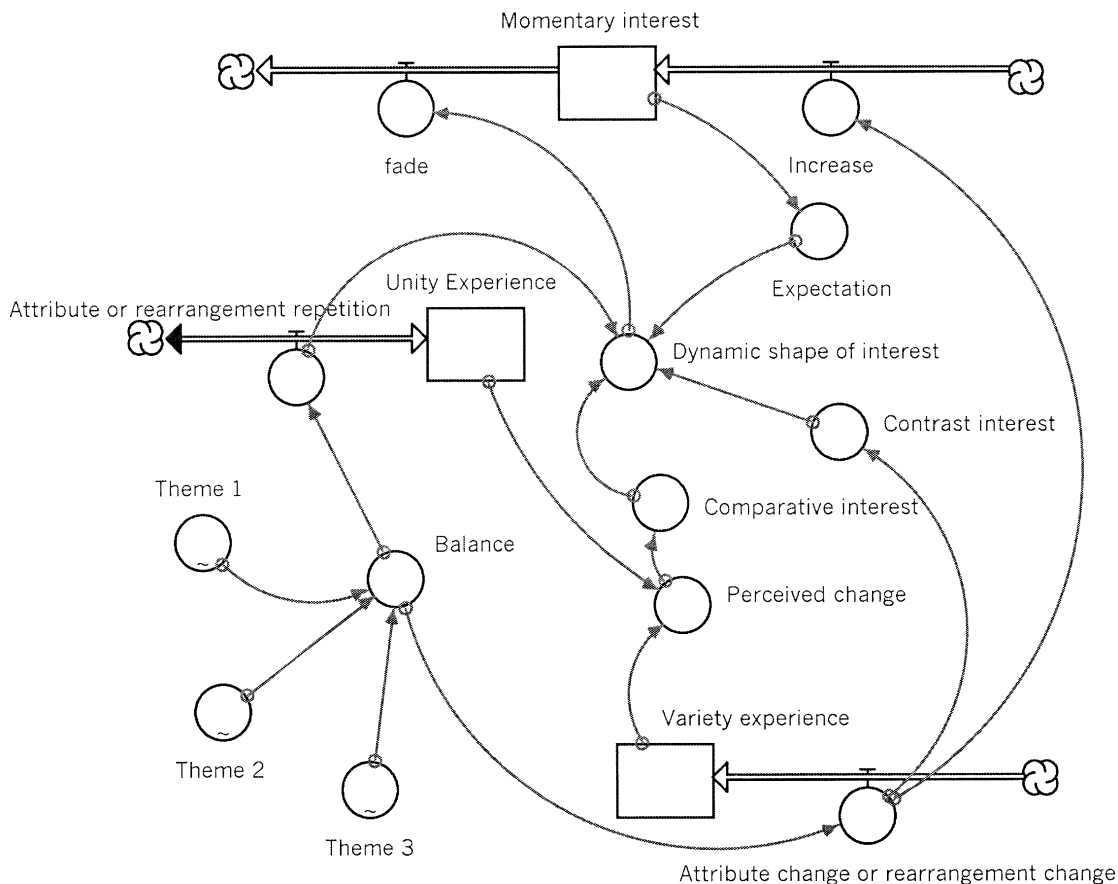 Momentary interest
fade
Increase
Expectation
Unity Experience
Attribute or rearrangement repetition
Dynamic shape of interest
Contrast interest
Theme 1
Comparative interest
Balance
Perceived change
Variety experience
Theme 2
Theme 3
Attribute change or rearrangement change
~
~
~